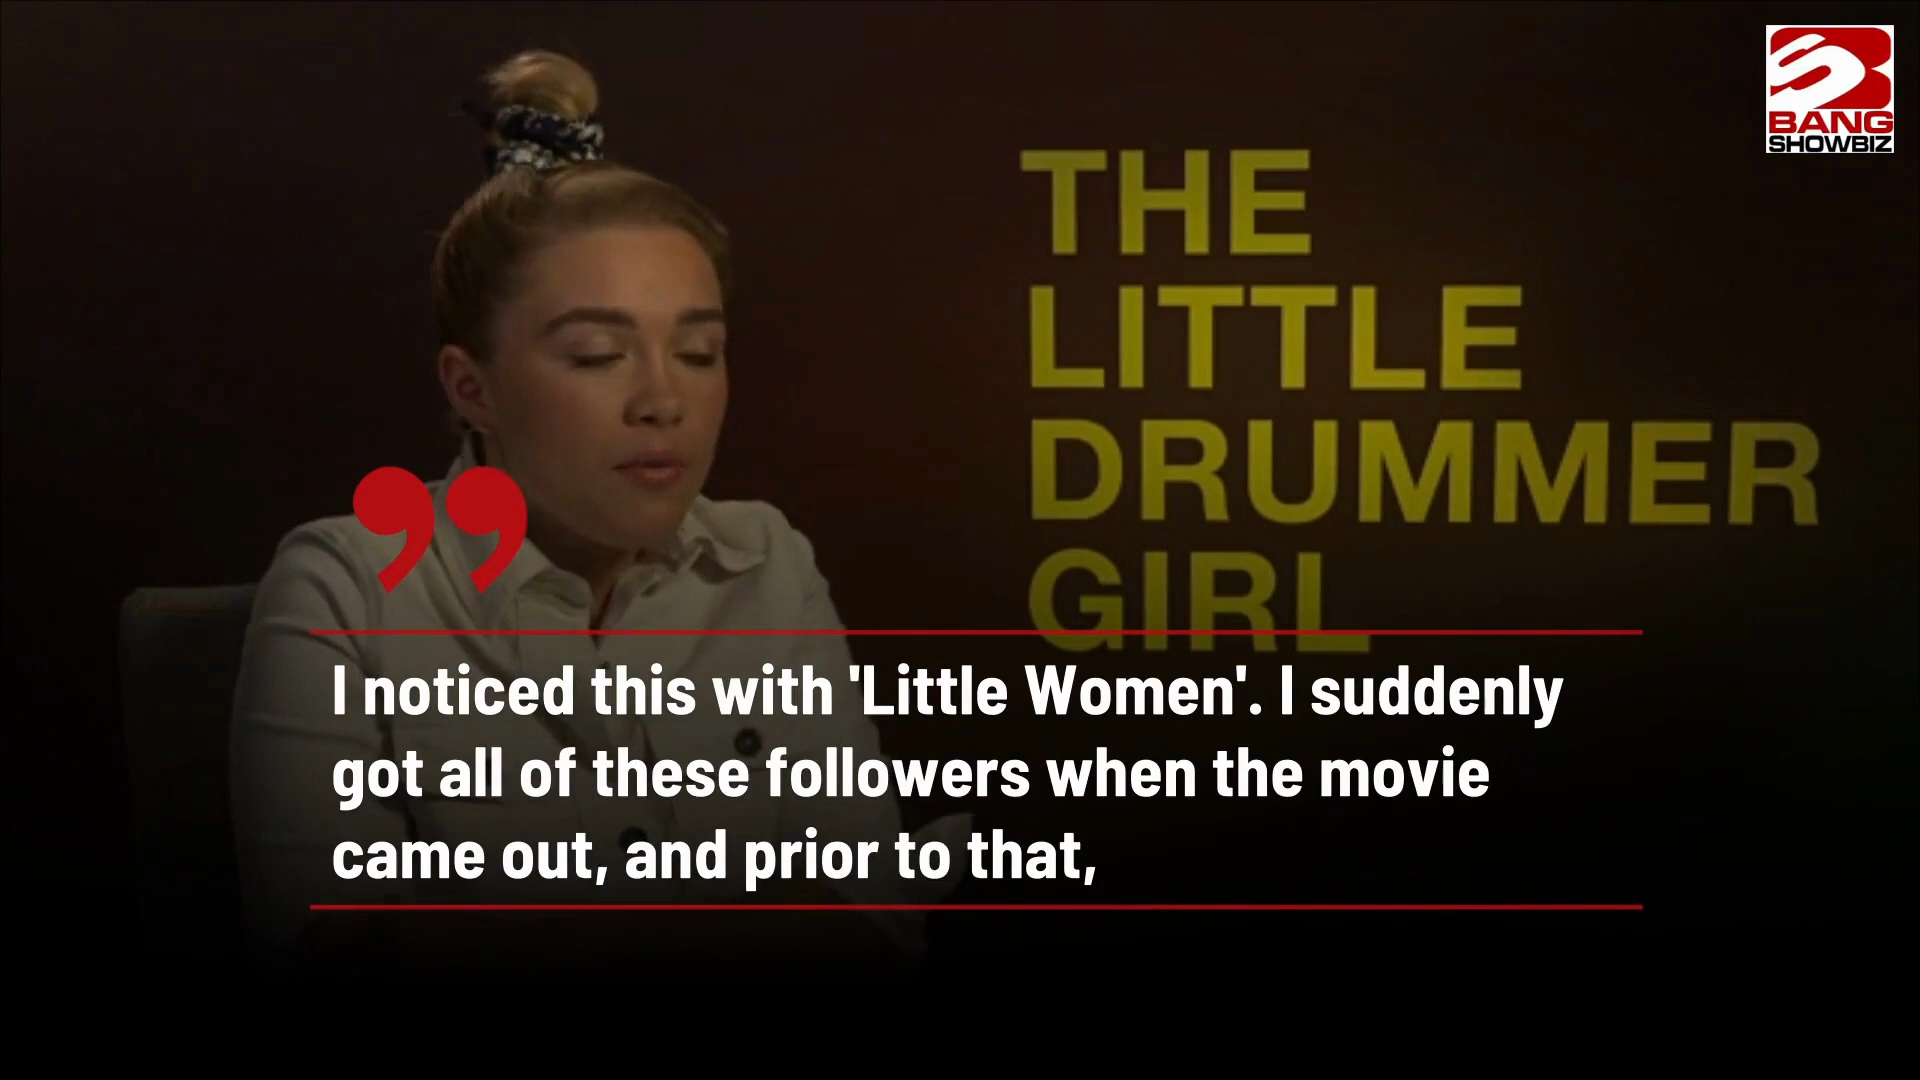 BANG
SHOWBIZ
THE
LITTLE
DRUMMER
GIRL
I noticed this with 'Little Women'. I suddenly
got all of these followers when the movie
came out, and prior to that,